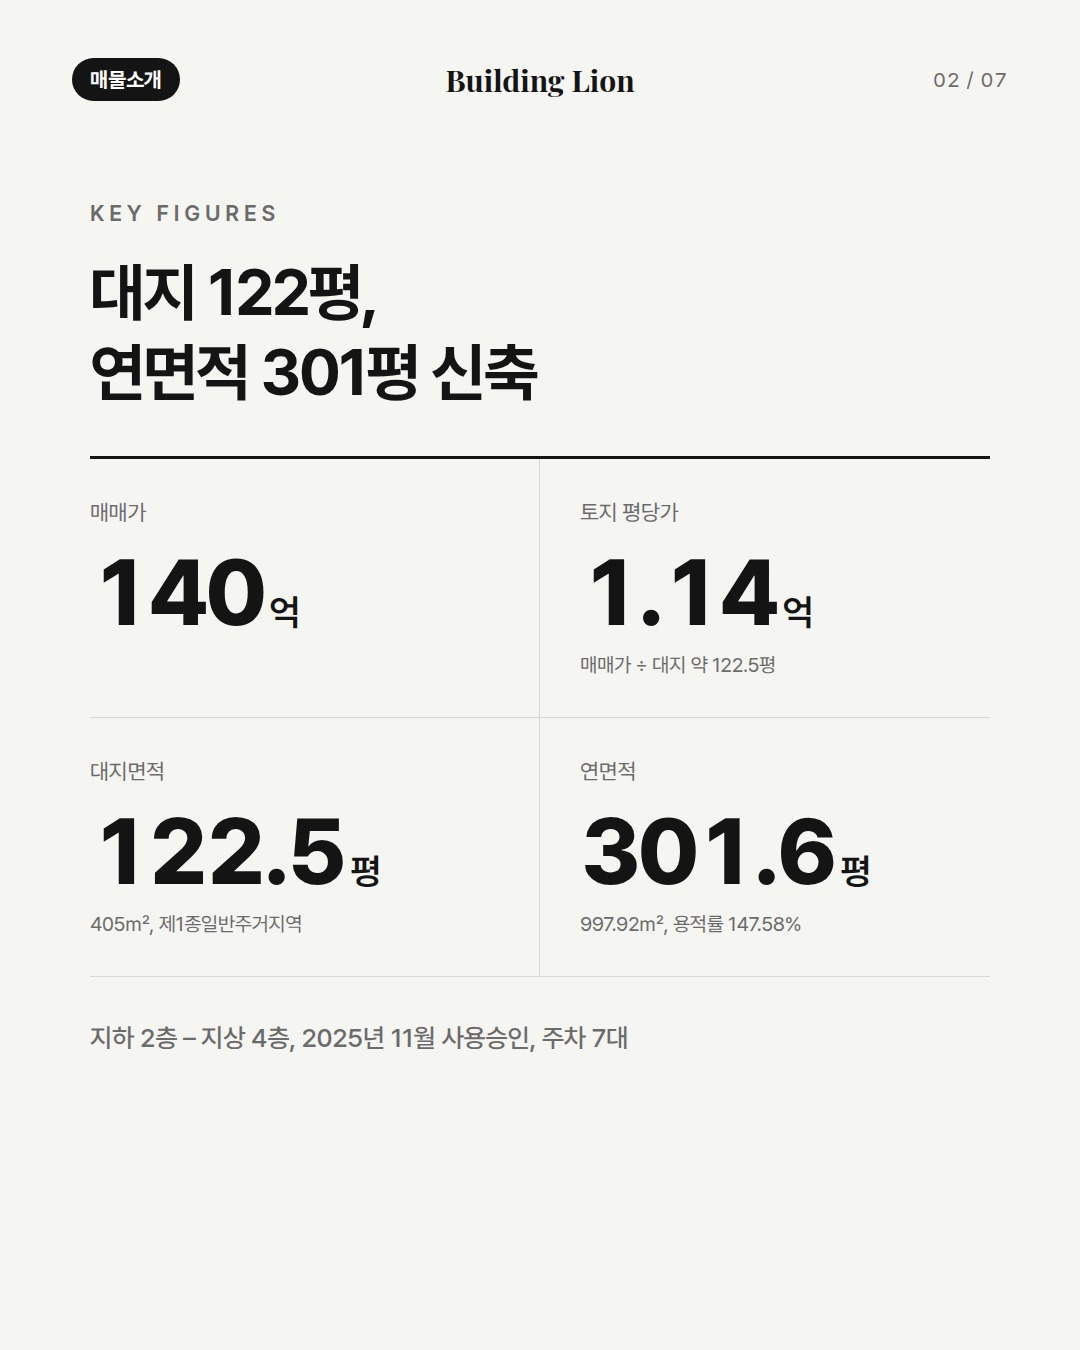 매물소개
Building Lion
02 / 07
KEY FIGURES
대지 122평,
연면적 301평 신축
매매가
140억
토지 평당가
1.14억
매매가 ÷ 대지 약 122.5평
대지면적
122.5평
405m², 제1종일반주거지역
연면적
301.6평
997.92m², 용적률 147.58%
지하 2층 – 지상 4층, 2025년 11월 사용승인, 주차 7대